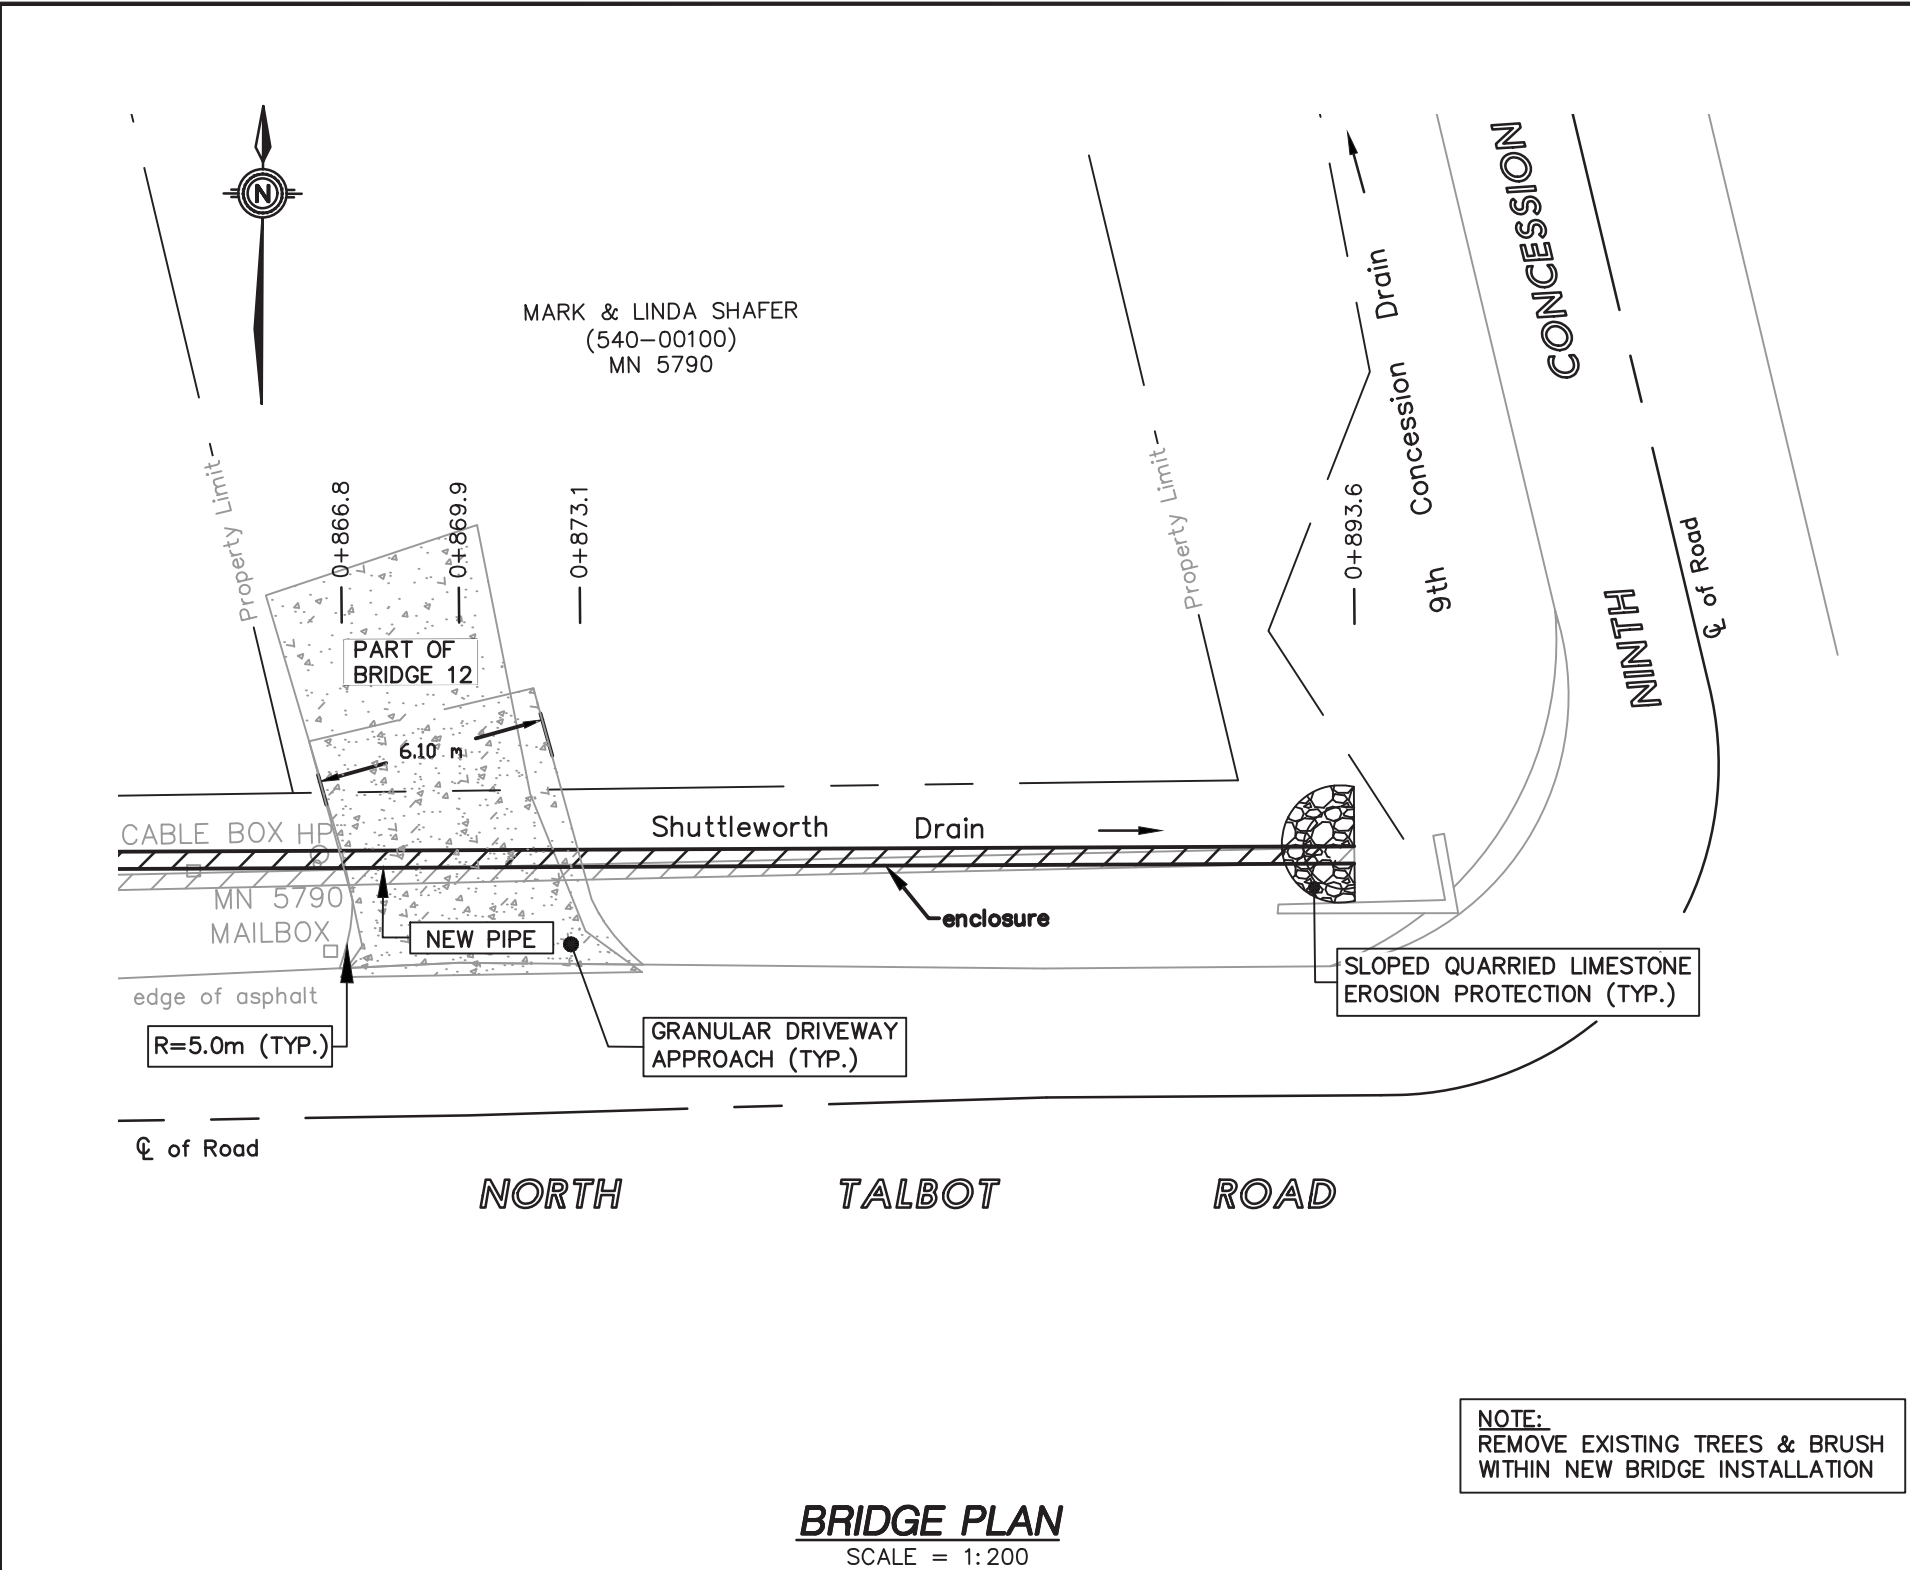 N
MARK & LINDA SHAFER
(540-00100)
MN 5790
Property Limit
0+866.8
0+869.9
0+873.1
Property Limit
0+893.6
9th Concession Drain
NINTH CONCESSION
℄ of Road
PART OF
BRIDGE 12
6.10 m
CABLE BOX HP
Shuttleworth Drain
MN 5790
MAILBOX
NEW PIPE
enclosure
edge of asphalt
R=5.0m (TYP.)
GRANULAR DRIVEWAY
APPROACH (TYP.)
SLOPED QUARRIED LIMESTONE
EROSION PROTECTION (TYP.)
℄ of Road
NORTH TALBOT ROAD
NOTE:
REMOVE EXISTING TREES & BRUSH
WITHIN NEW BRIDGE INSTALLATION
BRIDGE PLAN
SCALE = 1:200